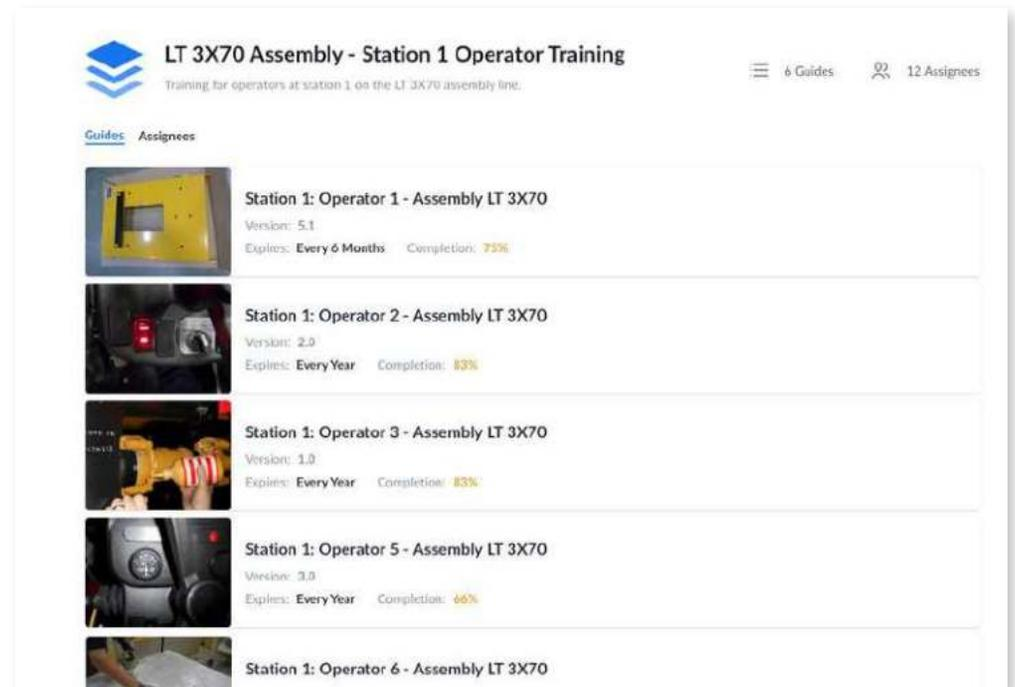 LT 3X70 Assembly - Station 1 Operator Training
Training for operators at station 1 on the LT 3X70 assembly line.
6 Guides
12 Assignees
Guides Assignees
Station 1: Operator 1 - Assembly LT 3X70
Version: 5.1
Expires: Every 6 Months Completion: 75%
Station 1: Operator 2 - Assembly LT 3X70
Version: 2.0
Expires: Every Year Completion: 83%
Station 1: Operator 3 - Assembly LT 3X70
Version: 1.0
Expires: Every Year Completion: 83%
Station 1: Operator 5 - Assembly LT 3X70
Version: 3.0
Expires: Every Year Completion: 66%
Station 1: Operator 6 - Assembly LT 3X70